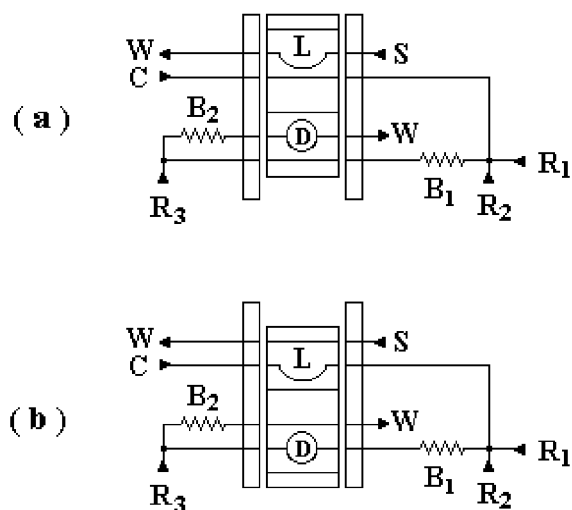 W L S
C
( a )
B2
D W
B1 R1
R3 R2
W L S
C
B2
( b ) W
D R1
B1
R3 R2